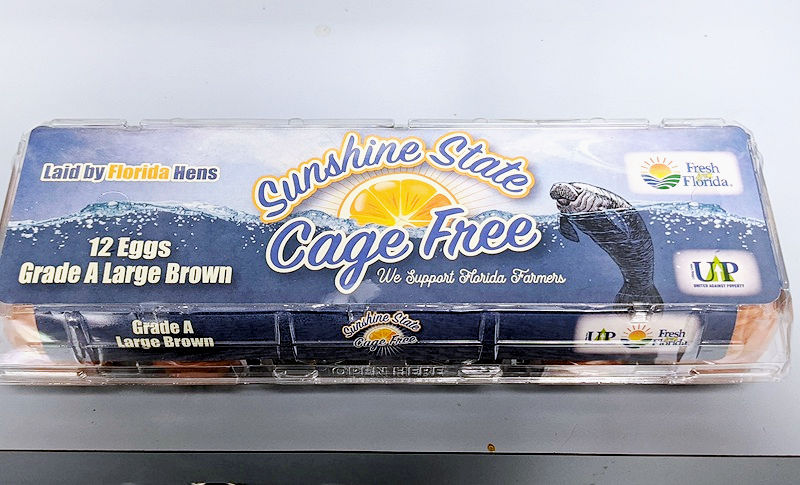 Laid by Florida Hens
12 Eggs
Grade A Large Brown
Sunshine State
Cage Free
We Support Florida Farmers
Fresh
Florida
UP
UNITED AGAINST POVERTY
Grade A
Large Brown
Sunshine State
Cage Free
UP
Fresh
Florida
OPEN HERE